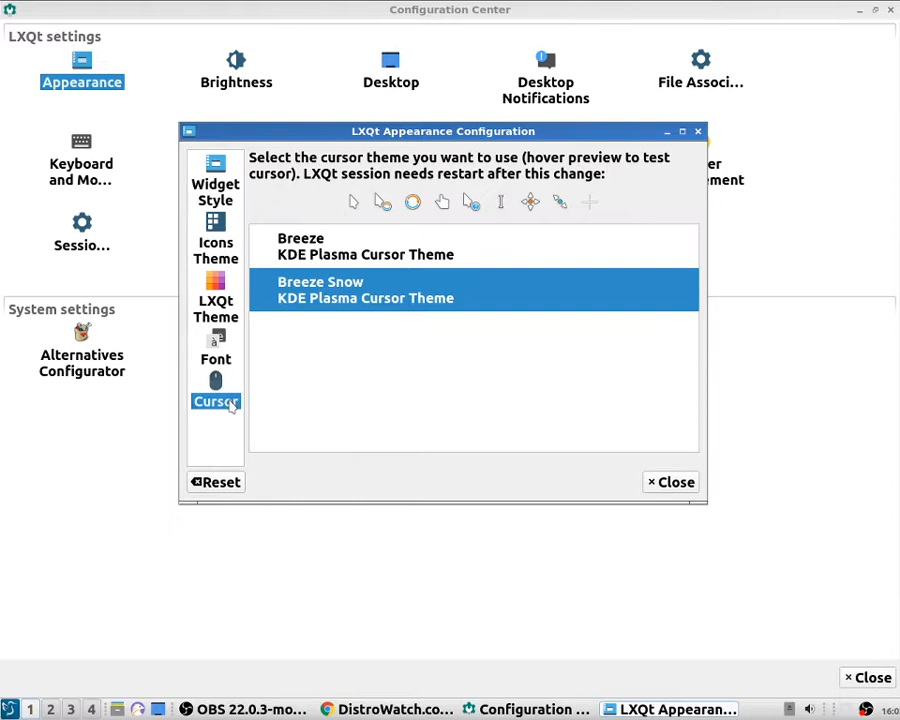 Configuration Center
LXQt settings
Appearance
Brightness
Desktop
Desktop
Notifications
File Associ...
Keyboard
and Mo...
Sessio...
LXQt Appearance Configuration
Widget
Style
Icons
Theme
LXQt
Theme
Font
Cursor
Select the cursor theme you want to use (hover preview to test
cursor). LXQt session needs restart after this change:
Breeze
KDE Plasma Cursor Theme
Breeze Snow
KDE Plasma Cursor Theme
Reset
Close
System settings
Alternatives
Configurator
Close
1 2 3 4
OBS 22.0.3-mo...
DistroWatch.co...
Configuration ...
LXQt Appearan...